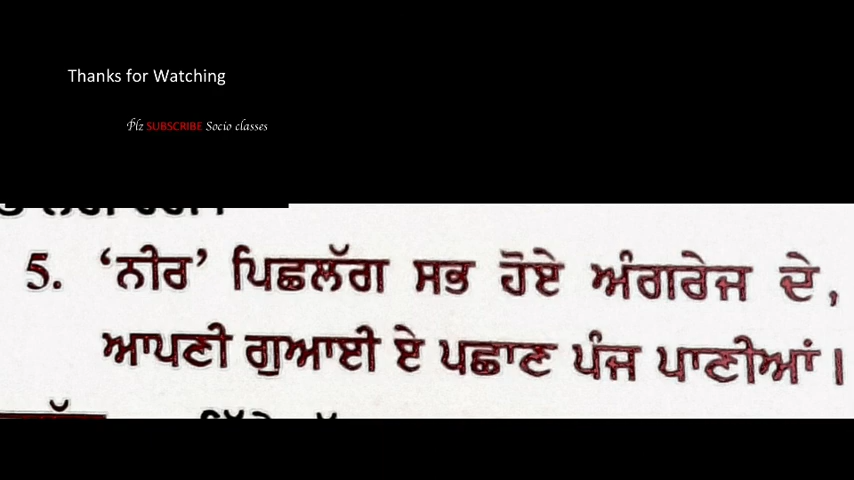 Thanks for Watching
Plz SUBSCRIBE Socio classes
5. ‘ਨੀਰ’ ਪਿਛਲੱਗ ਸਭ ਹੋਏ ਅੰਗਰੇਜ਼ ਦੇ,
ਆਪਣੀ ਗੁਆਈ ਏ ਪਛਾਣ ਪੰਜ ਪਾਣੀਆਂ।